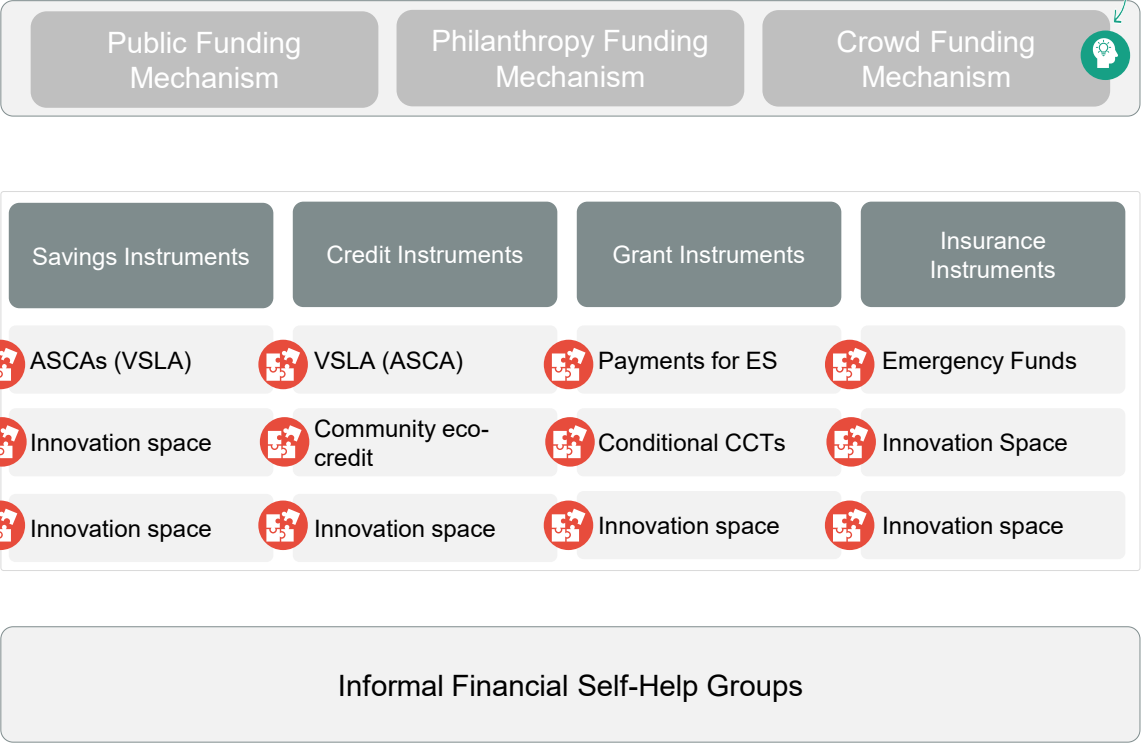 Public Funding
Mechanism
Philanthropy Funding
Mechanism
Crowd Funding
Mechanism
Savings Instruments
Credit Instruments
Grant Instruments
Insurance
Instruments
ASCAs (VSLA)
VSLA (ASCA)
Payments for ES
Emergency Funds
Innovation space
Community eco-
credit
Conditional CCTs
Innovation Space
Innovation space
Innovation space
Innovation space
Innovation space
Informal Financial Self-Help Groups